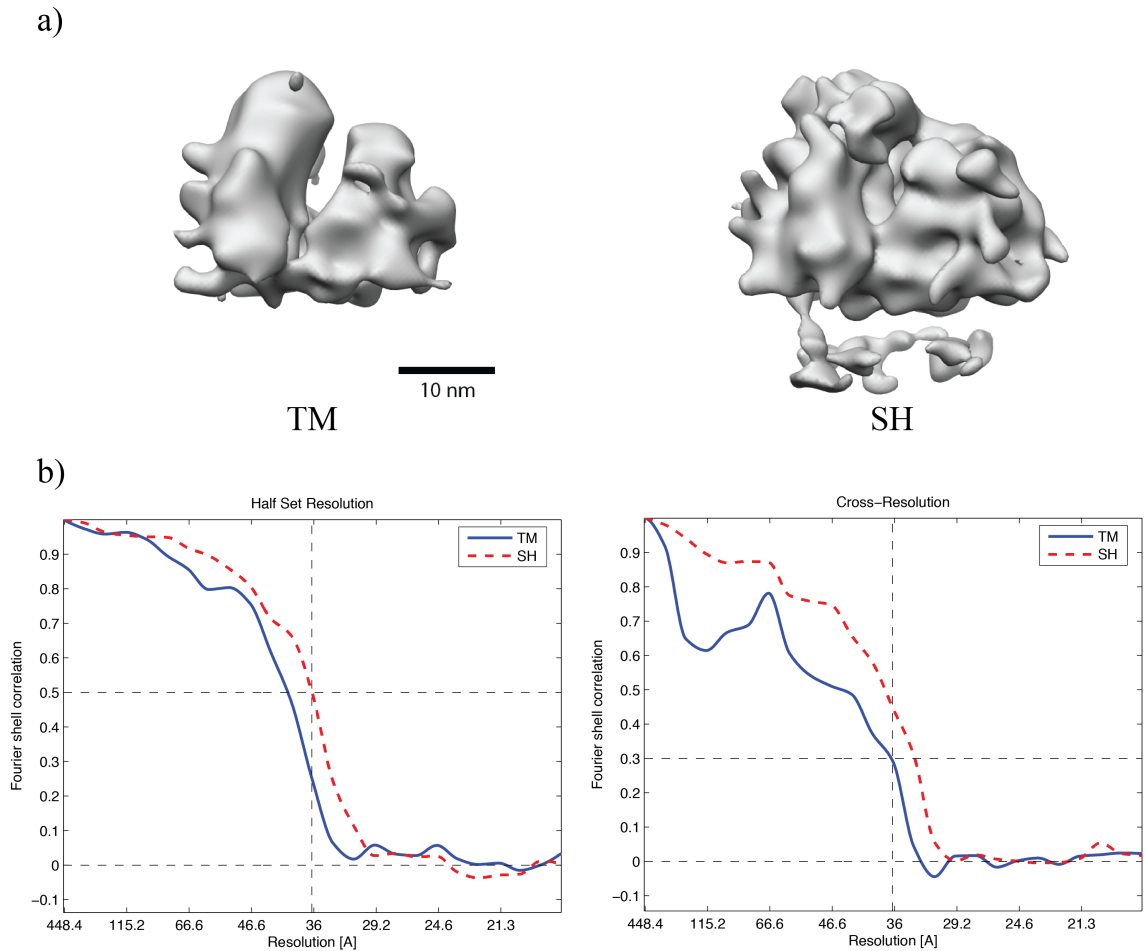 a)
10 nm
TM
SH
b)
Half Set Resolution
TM
SH
0.9
0.8
0.7
0.6
0.5
0.4
0.3
0.2
0.1
0
−0.1
Fourier shell correlation
448.4 115.2 66.6 46.6 36 29.2 24.6 21.3
Resolution [A]
Cross−Resolution
TM
SH
0.9
0.8
0.7
0.6
0.5
0.4
0.3
0.2
0.1
0
−0.1
Fourier shell correlation
448.4 115.2 66.6 46.6 36 29.2 24.6 21.3
Resolution [A]